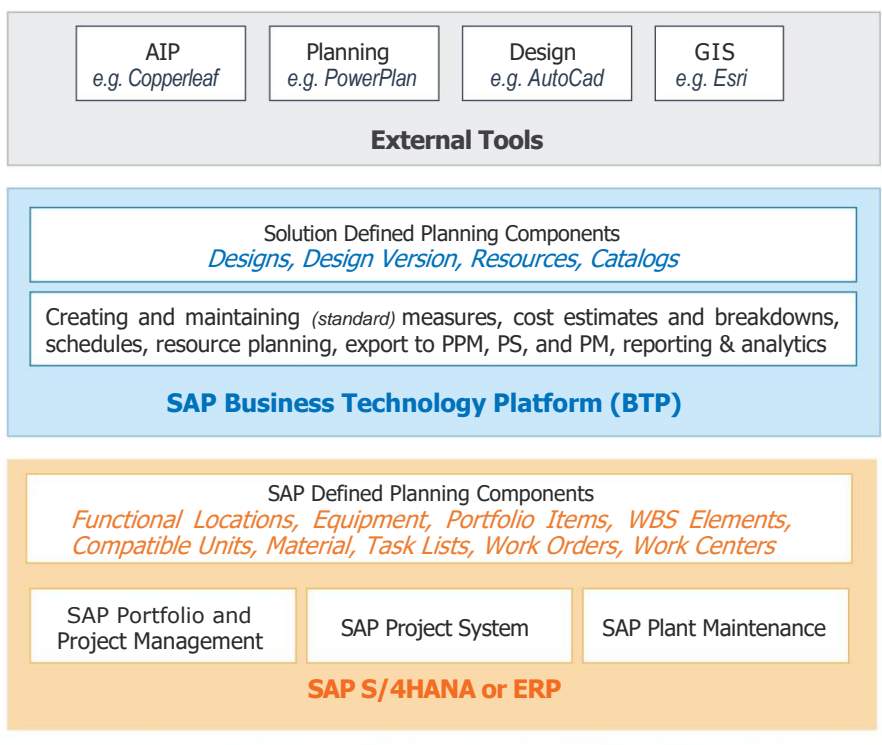 AIP
e.g. Copperleaf
Planning
e.g. PowerPlan
Design
e.g. AutoCad
GIS
e.g. Esri
External Tools
Solution Defined Planning Components
Designs, Design Version, Resources, Catalogs
Creating and maintaining (standard) measures, cost estimates and breakdowns,
schedules, resource planning, export to PPM, PS, and PM, reporting & analytics
SAP Business Technology Platform (BTP)
SAP Defined Planning Components
Functional Locations, Equipment, Portfolio Items, WBS Elements,
Compatible Units, Material, Task Lists, Work Orders, Work Centers
SAP Portfolio and
Project Management
SAP Project System
SAP Plant Maintenance
SAP S/4HANA or ERP